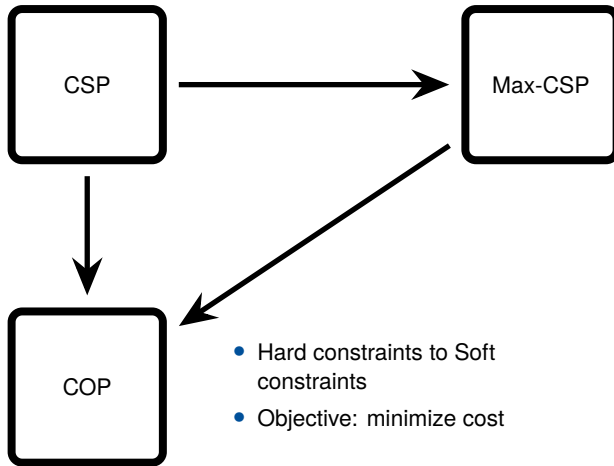 CSP
Max-CSP
COP
• Hard constraints to Soft
constraints
• Objective: minimize cost